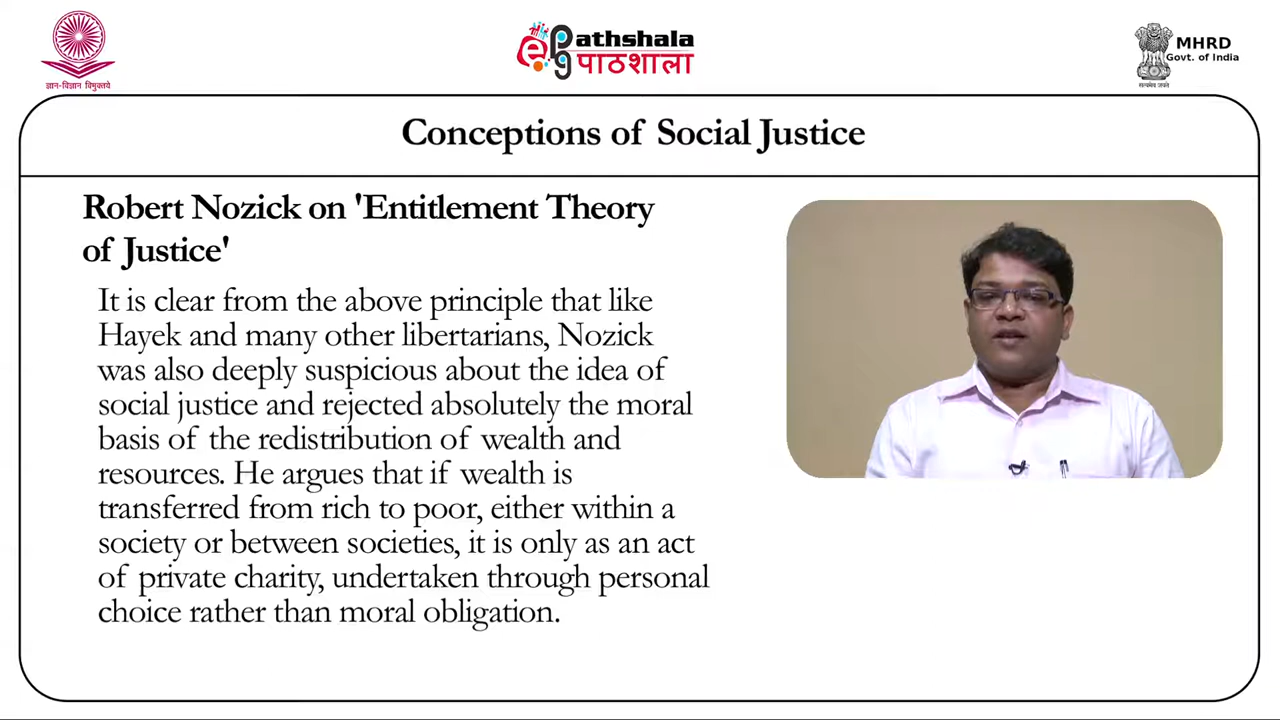 ज्ञान-विज्ञान विमुक्तये
ePathshala
पाठशाला
MHRD
Govt. of India
सत्यमेव जयते
Conceptions of Social Justice
Robert Nozick on 'Entitlement Theory
of Justice'
It is clear from the above principle that like
Hayek and many other libertarians, Nozick
was also deeply suspicious about the idea of
social justice and rejected absolutely the moral
basis of the redistribution of wealth and
resources. He argues that if wealth is
transferred from rich to poor, either within a
society or between societies, it is only as an act
of private charity, undertaken through personal
choice rather than moral obligation.